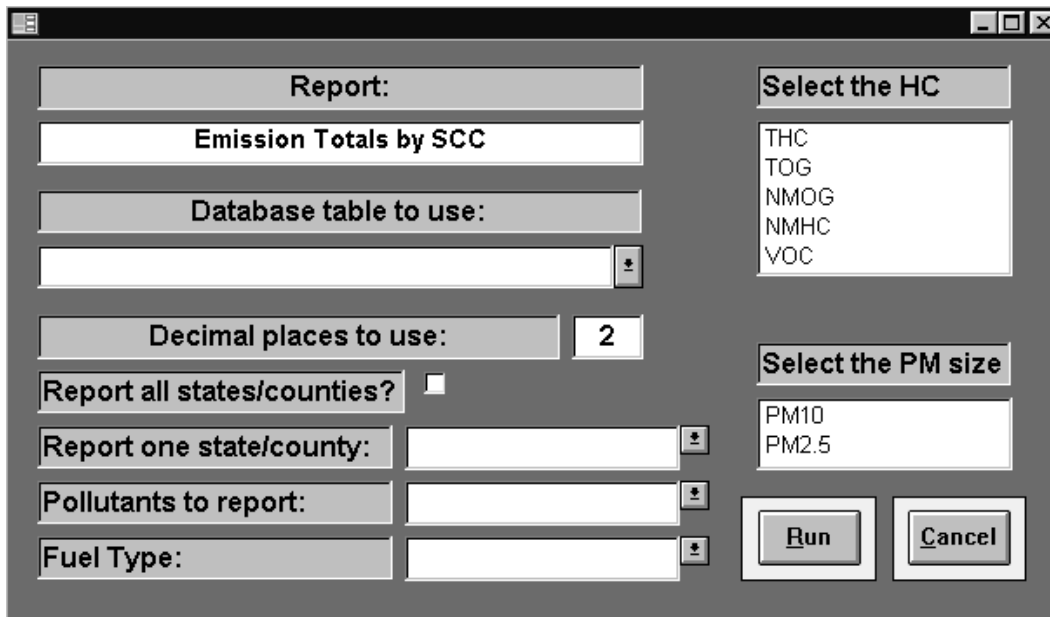 Report:
Emission Totals by SCC
Database table to use:
Decimal places to use:
2
Report all states/counties?
Report one state/county:
Pollutants to report:
Fuel Type:
Select the HC
THC
TOG
NMOG
NMHC
VOC
Select the PM size
PM10
PM2.5
Run
Cancel